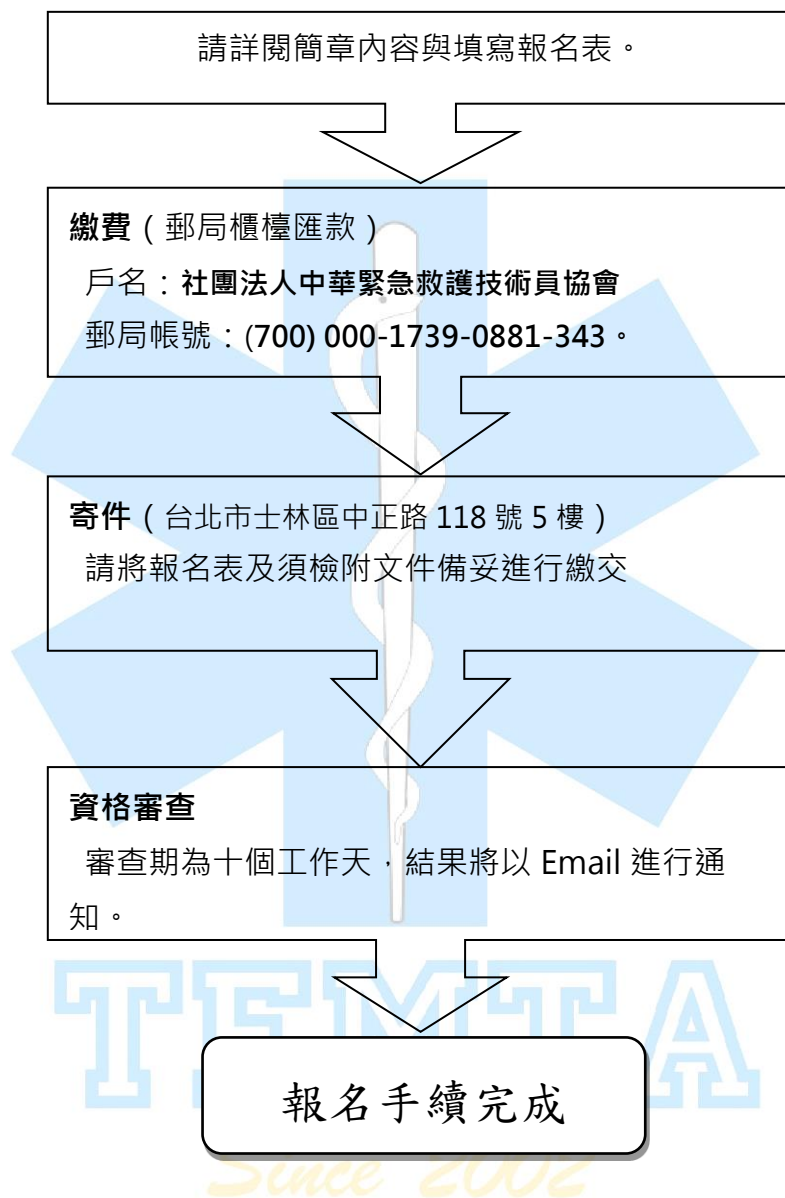 請詳閱簡章內容與填寫報名表。
繳費（郵局櫃檯匯款）
戶名：社團法人中華緊急救護技術員協會
郵局帳號：(700) 000-1739-0881-343。
寄件（台北市士林區中正路 118 號 5 樓）
請將報名表及須檢附文件備妥進行繳交
資格審查
審查期為十個工作天，結果將以 Email 進行通
知。
TEMTA
報名手續完成
Since 2002